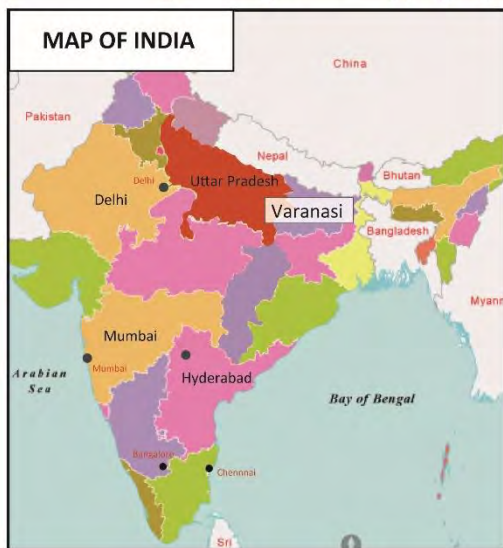 MAP OF INDIA
China
Pakistan
Nepal
Bhutan
Delhi
Uttar Pradesh
Delhi
Varanasi
Bangladesh
Myanm
Mumbai
Mumbai
Arabian
Sea
Hyderabad
Bay of Bengal
Bangalore
Chennnai
Sri